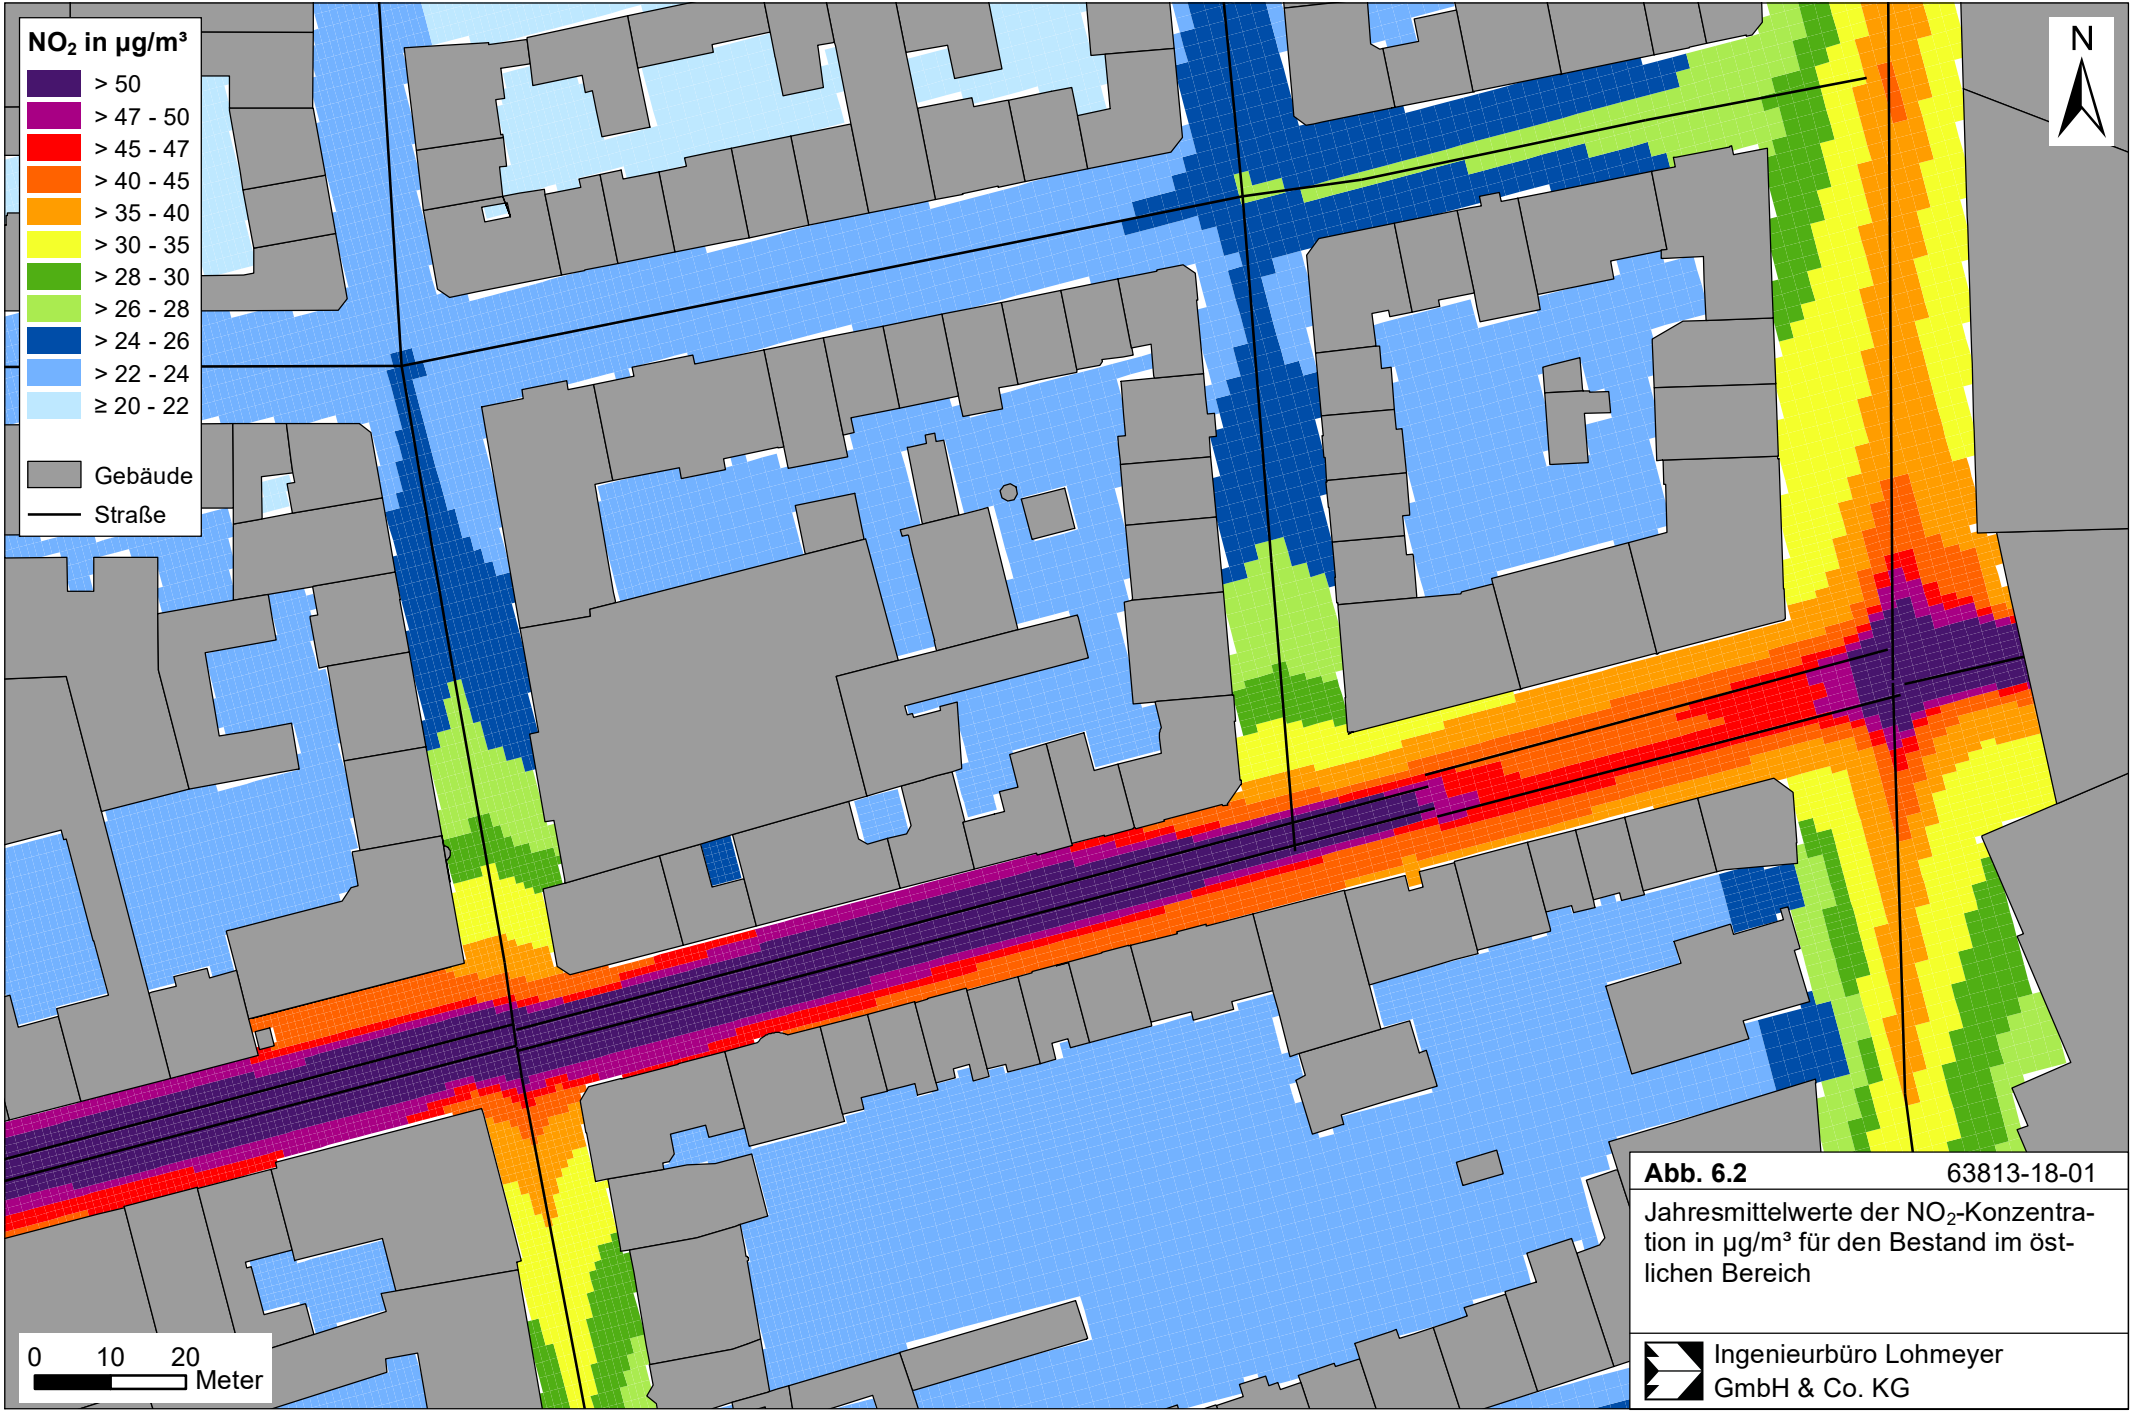 NO₂ in µg/m³
> 50
> 47 - 50
> 45 - 47
> 40 - 45
> 35 - 40
> 30 - 35
> 28 - 30
> 26 - 28
> 24 - 26
> 22 - 24
≥ 20 - 22
Gebäude
Straße
N
0 10 20
Meter
Abb. 6.2 63813-18-01
Jahresmittelwerte der NO₂-Konzentra-
tion in µg/m³ für den Bestand im öst-
lichen Bereich
Ingenieurbüro Lohmeyer
GmbH & Co. KG